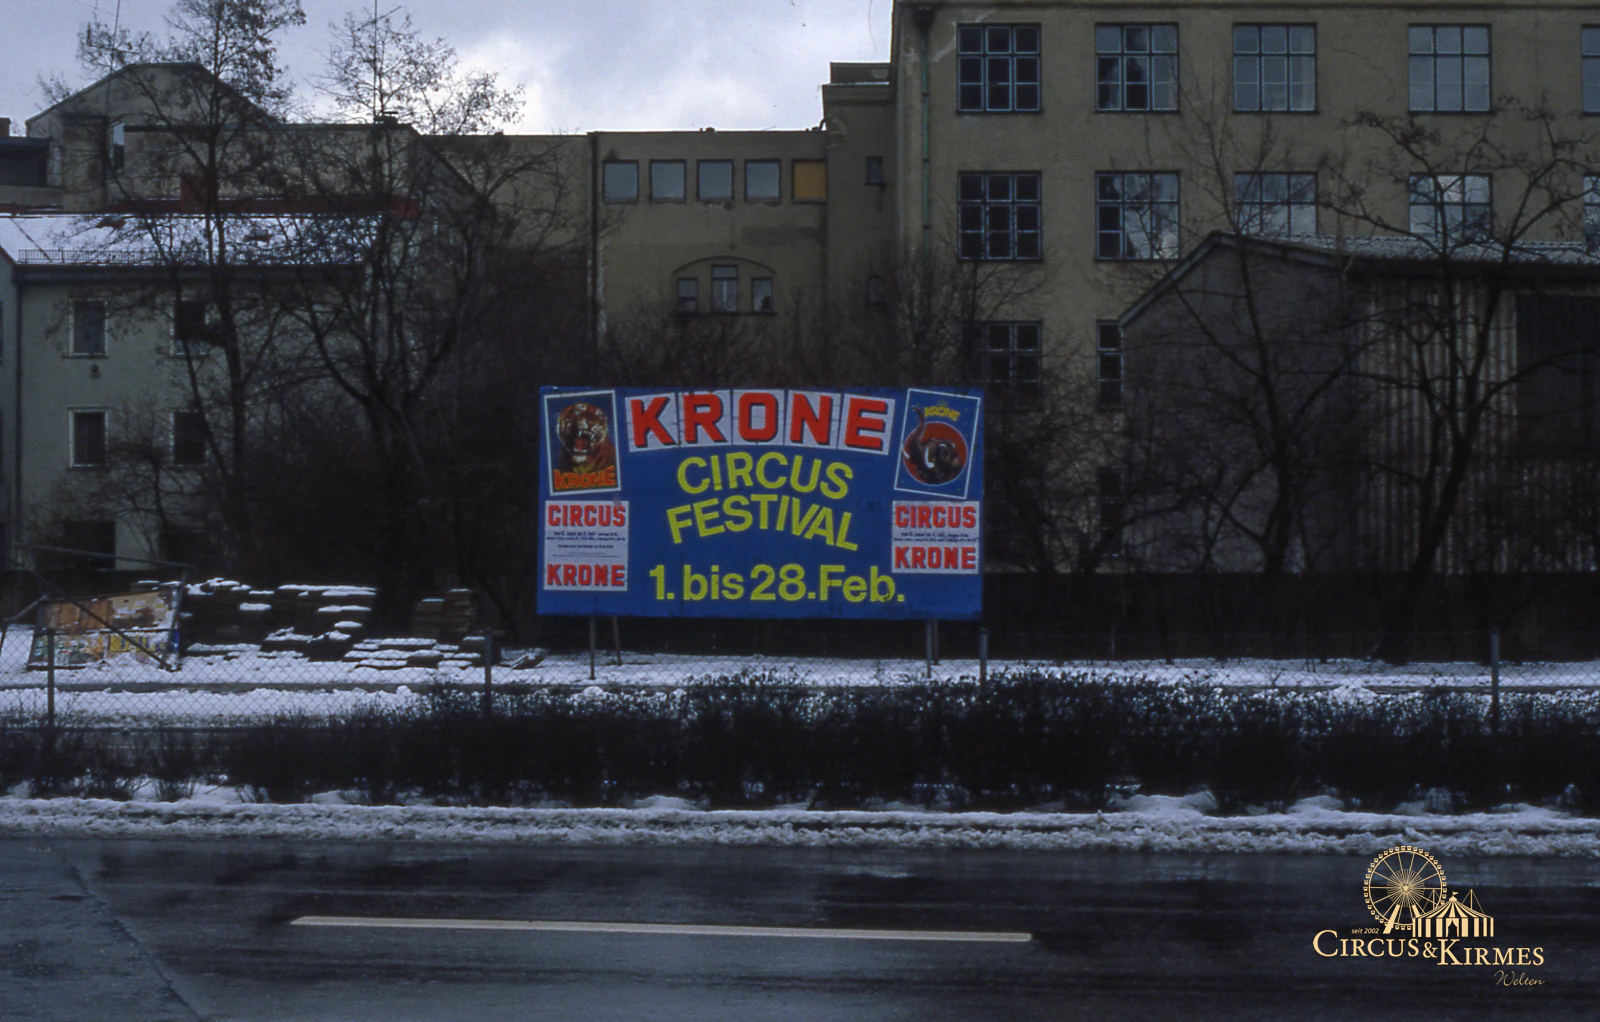 KRONE
KRONE
KRONE
CIRCUS
FESTIVAL
1. bis 28. Feb.
CIRCUS
KRONE
CIRCUS
KRONE
seit 2002
CIRCUS & KIRMES
Welten